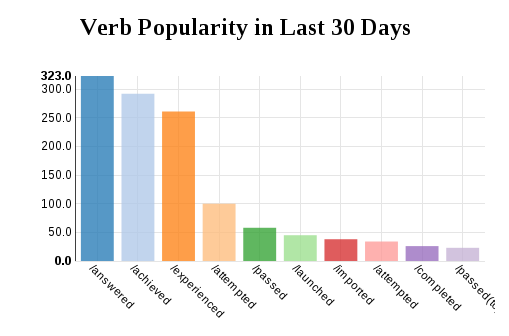 Verb Popularity in Last 30 Days
323.0
300.0
250.0
200.0
150.0
100.0
50.0
0.0
/answered
/achieved
/experienced
/attempted
/passed
/launched
/imported
/attempted
/completed